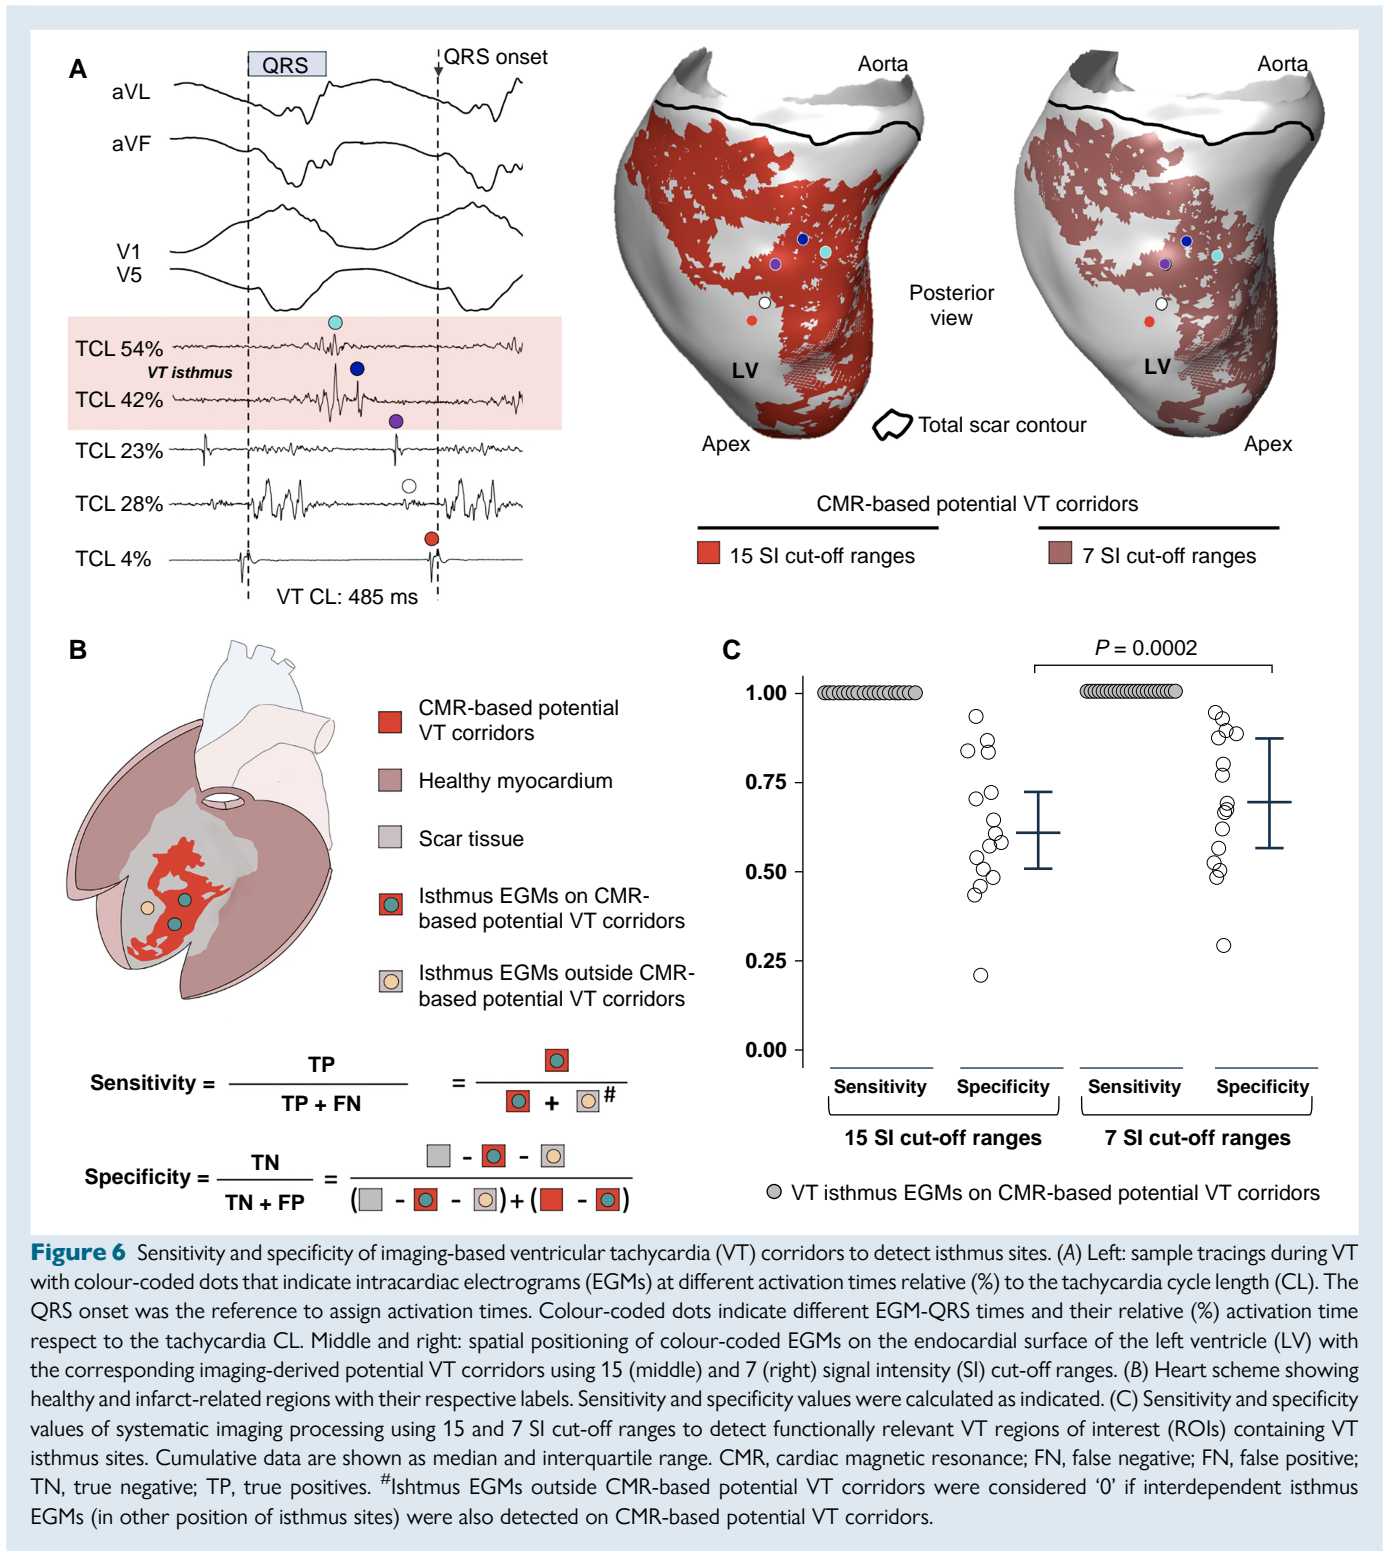 A
QRS
QRS onset
aVL
aVF
V1
V5
TCL 54%
VT isthmus
TCL 42%
TCL 23%
TCL 28%
TCL 4%
VT CL: 485 ms
Aorta
Aorta
Posterior
view
LV
LV
Apex
Total scar contour
Apex
CMR-based potential VT corridors
15 SI cut-off ranges
7 SI cut-off ranges
B
CMR-based potential
VT corridors
Healthy myocardium
Scar tissue
Isthmus EGMs on CMR-
based potential VT corridors
Isthmus EGMs outside CMR-
based potential VT corridors
Sensitivity = TP / TP + FN = / + #
Specificity = TN / TN + FP = - - / ( - - ) + ( - )
C
P = 0.0002
1.00
0.75
0.50
0.25
0.00
Sensitivity
Specificity
Sensitivity
Specificity
15 SI cut-off ranges
7 SI cut-off ranges
VT isthmus EGMs on CMR-based potential VT corridors
Figure 6 Sensitivity and specificity of imaging-based ventricular tachycardia (VT) corridors to detect isthmus sites. (A) Left: sample tracings during VT
with colour-coded dots that indicate intracardiac electrograms (EGMs) at different activation times relative (%) to the tachycardia cycle length (CL). The
QRS onset was the reference to assign activation times. Colour-coded dots indicate different EGM-QRS times and their relative (%) activation time
respect to the tachycardia CL. Middle and right: spatial positioning of colour-coded EGMs on the endocardial surface of the left ventricle (LV) with
the corresponding imaging-derived potential VT corridors using 15 (middle) and 7 (right) signal intensity (SI) cut-off ranges. (B) Heart scheme showing
healthy and infarct-related regions with their respective labels. Sensitivity and specificity values were calculated as indicated. (C) Sensitivity and specificity
values of systematic imaging processing using 15 and 7 SI cut-off ranges to detect functionally relevant VT regions of interest (ROIs) containing VT
isthmus sites. Cumulative data are shown as median and interquartile range. CMR, cardiac magnetic resonance; FN, false negative; FN, false positive;
TN, true negative; TP, true positives. #Ishtmus EGMs outside CMR-based potential VT corridors were considered ‘0’ if interdependent isthmus
EGMs (in other position of isthmus sites) were also detected on CMR-based potential VT corridors.